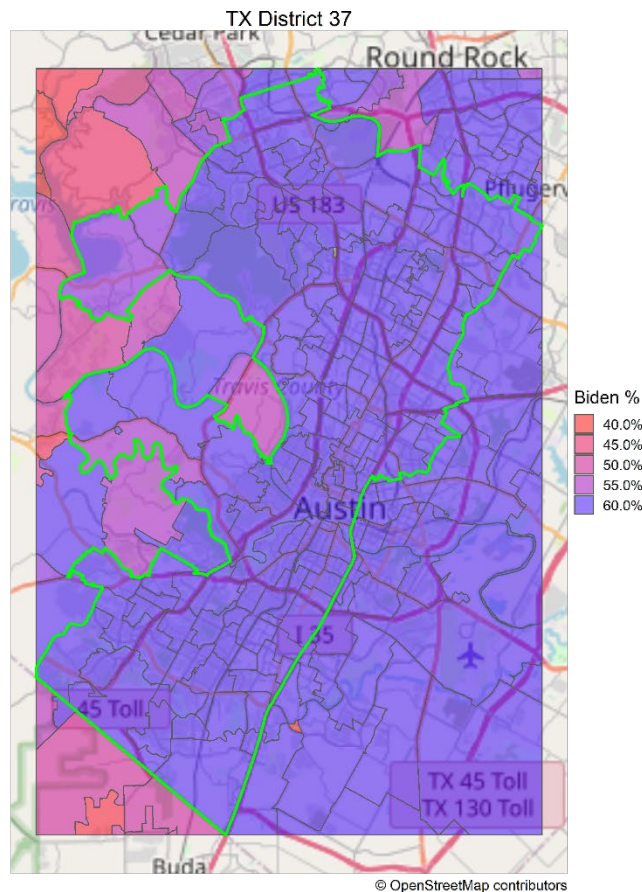 TX District 37
Cedar Park
Round Rock
Pflugerv
US 183
Travis County
Austin
I 35
45 Toll
TX 45 Toll
TX 130 Toll
Buda
Biden %
40.0%
45.0%
50.0%
55.0%
60.0%
© OpenStreetMap contributors